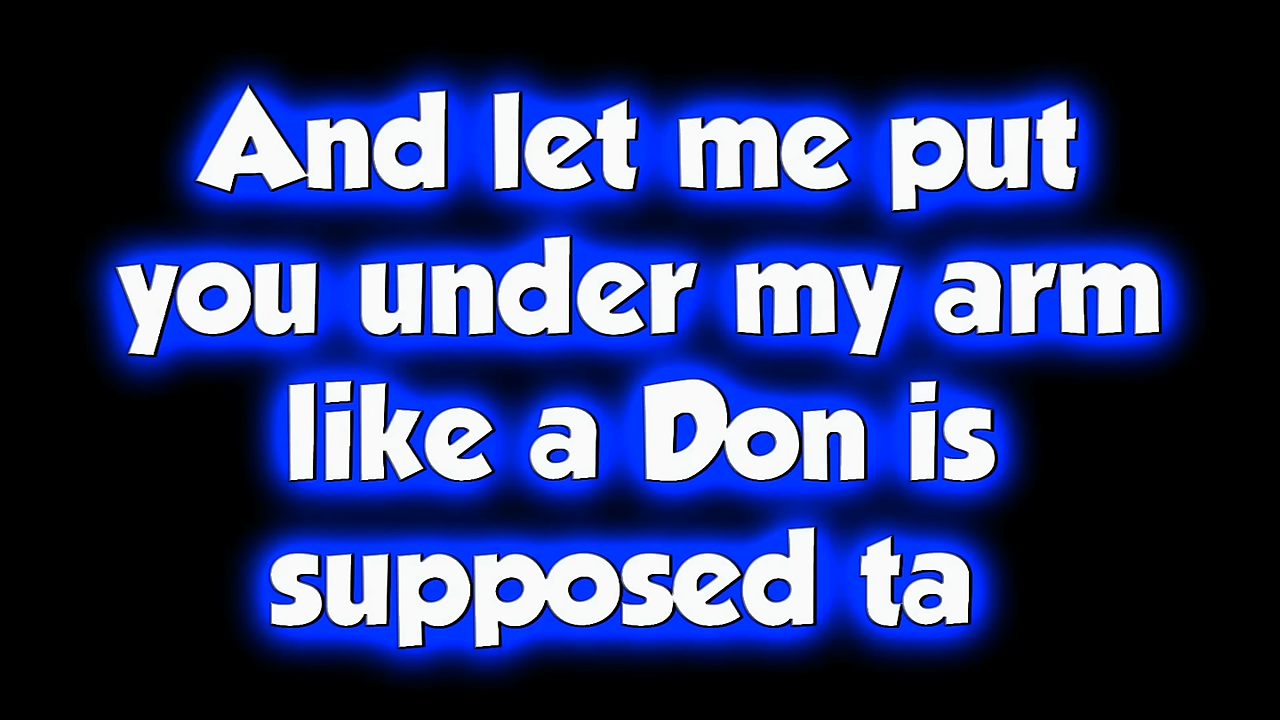 And let me put
you under my arm
like a Don is
supposed ta